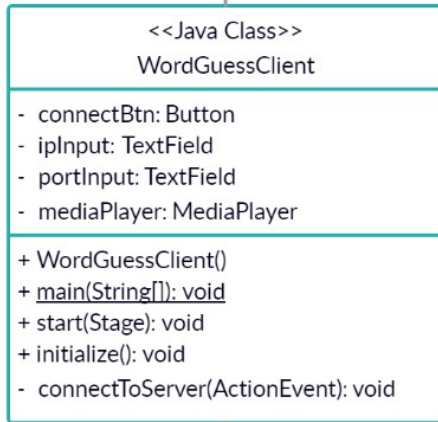 <<Java Class>>
WordGuessClient
- connectBtn: Button
- ipInput: TextField
- portInput: TextField
- mediaPlayer: MediaPlayer
+ WordGuessClient()
+ main(String[]): void
+ start(Stage): void
+ initialize(): void
- connectToServer(ActionEvent): void